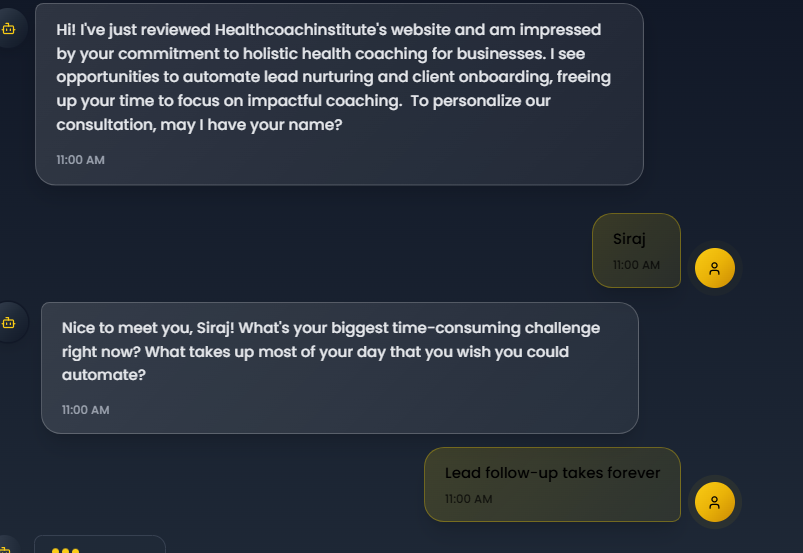 Hi! I've just reviewed Healthcoachinstitute's website and am impressed
by your commitment to holistic health coaching for businesses. I see
opportunities to automate lead nurturing and client onboarding, freeing
up your time to focus on impactful coaching.  To personalize our
consultation, may I have your name?
11:00 AM
Siraj
11:00 AM
Nice to meet you, Siraj! What's your biggest time-consuming challenge
right now? What takes up most of your day that you wish you could
automate?
11:00 AM
Lead follow-up takes forever
11:00 AM